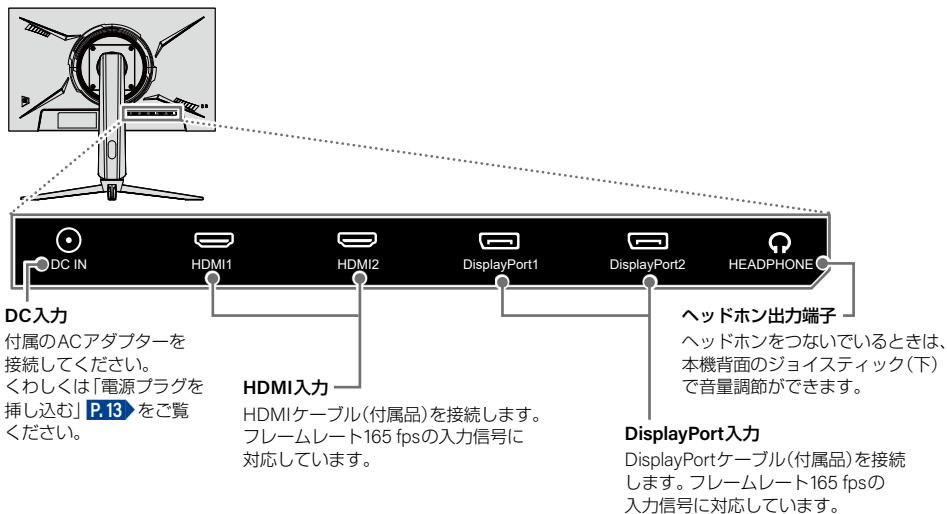 DC IN
HDMI1
HDMI2
DisplayPort1
DisplayPort2
HEADPHONE
DC入力
付属のACアダプターを
接続してください。
くわしくは「電源プラグを
挿し込む」 P. 13 をご覧
ください。
HDMI入力
HDMIケーブル(付属品)を接続します。
フレームレート165 fpsの入力信号に
対応しています。
ヘッドホン出力端子
ヘッドホンをつないでいるときは、
本機背面のジョイスティック(下)
で音量調節ができます。
DisplayPort入力
DisplayPortケーブル(付属品)を接続
します。フレームレート165 fpsの
入力信号に対応しています。